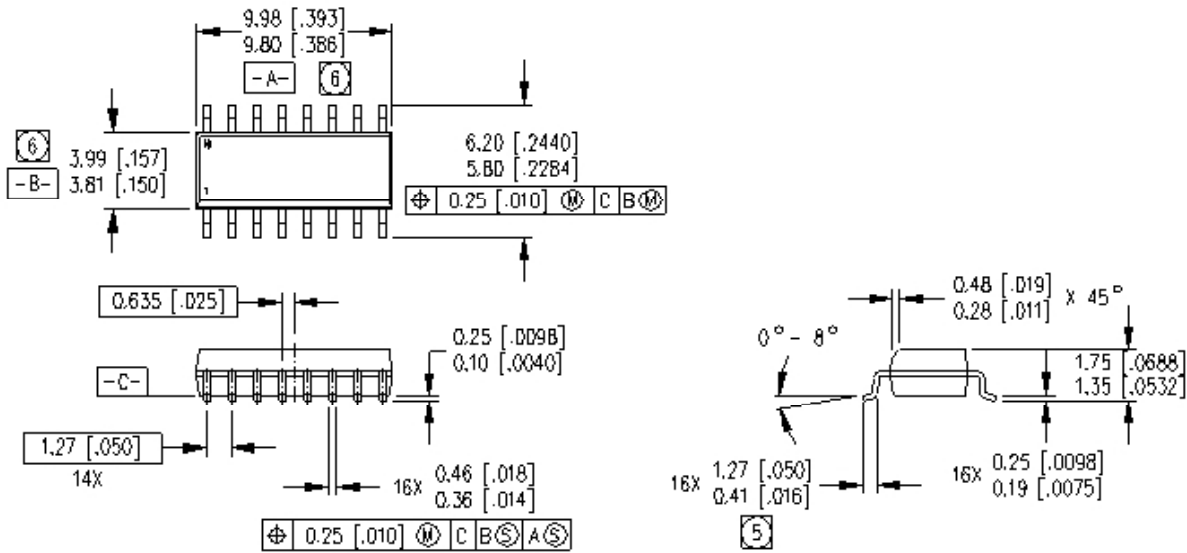 9.98 [.393]
9.80 [.386]
-A- 6
6
3.99 [.157]
-B- 3.81 [.150]
1
6.20 [.2440]
5.80 [.2284]
⌖ 0.25 [.010] Ⓜ C B Ⓜ
0.635 [.025]
0.25 [.0098]
0.10 [.0040]
-C-
1.27 [.050]
14X
16X 0.46 [.018]
0.36 [.014]
⌖ 0.25 [.010] Ⓜ C B Ⓢ A Ⓢ
0.48 [.019]
0.28 [.011] X 45°
0° - 8°
1.75 [.0688]
1.35 [.0532]
16X 1.27 [.050]
0.41 [.016]
5
16X 0.25 [.0098]
0.19 [.0075]